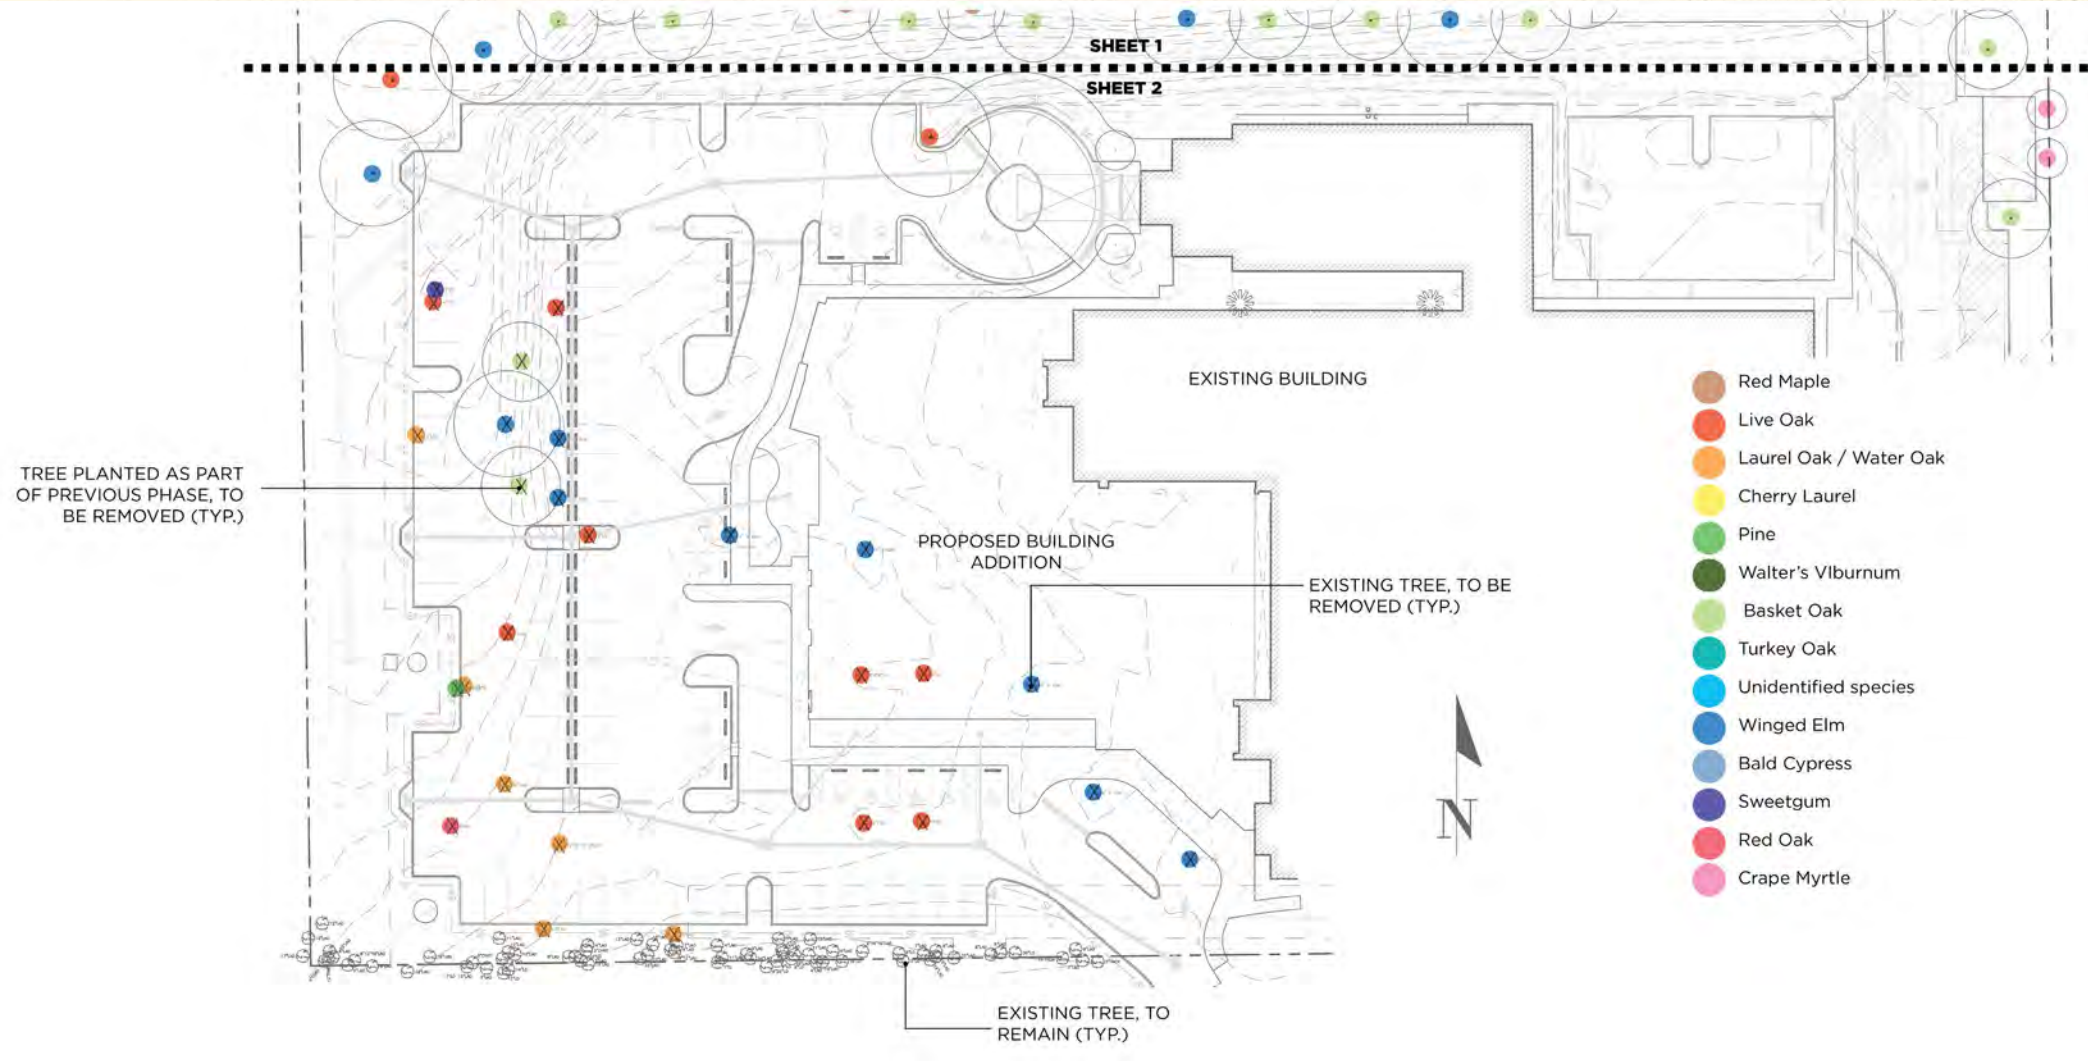 SHEET 1
SHEET 2
EXISTING BUILDING
TREE PLANTED AS PART
OF PREVIOUS PHASE, TO
BE REMOVED (TYP.)
PROPOSED BUILDING
ADDITION
EXISTING TREE, TO BE
REMOVED (TYP.)
Red Maple
Live Oak
Laurel Oak / Water Oak
Cherry Laurel
Pine
Walter's VIburnum
Basket Oak
Turkey Oak
Unidentified species
Winged Elm
Bald Cypress
Sweetgum
Red Oak
Crape Myrtle
N
EXISTING TREE, TO
REMAIN (TYP.)